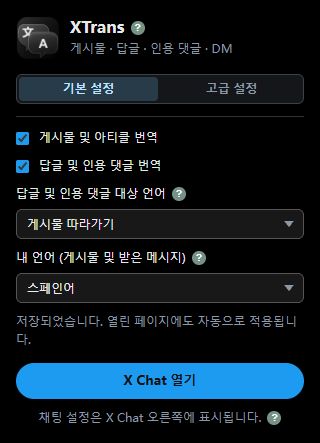 XTrans ?
게시물 · 답글 · 인용 댓글 · DM
기본 설정 고급 설정
게시물 및 아티클 번역
답글 및 인용 댓글 번역
답글 및 인용 댓글 대상 언어 ?
게시물 따라가기
내 언어 (게시물 및 받은 메시지) ?
스페인어
저장되었습니다. 열린 페이지에도 자동으로 적용됩니
다.
X Chat 열기
채팅 설정은 X Chat 오른쪽에 표시됩니다. ?